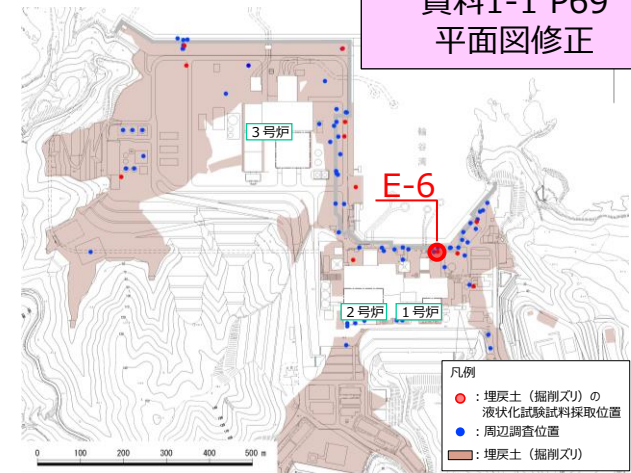 資料1-1 P69
平面図修正
3号炉
輪谷湾
E-6
2号炉
1号炉
凡例
：埋戻土（掘削ズリ）の
液状化試験試料採取位置
：周辺調査位置
：埋戻土（掘削ズリ）
0 100 200 300 400 500 m